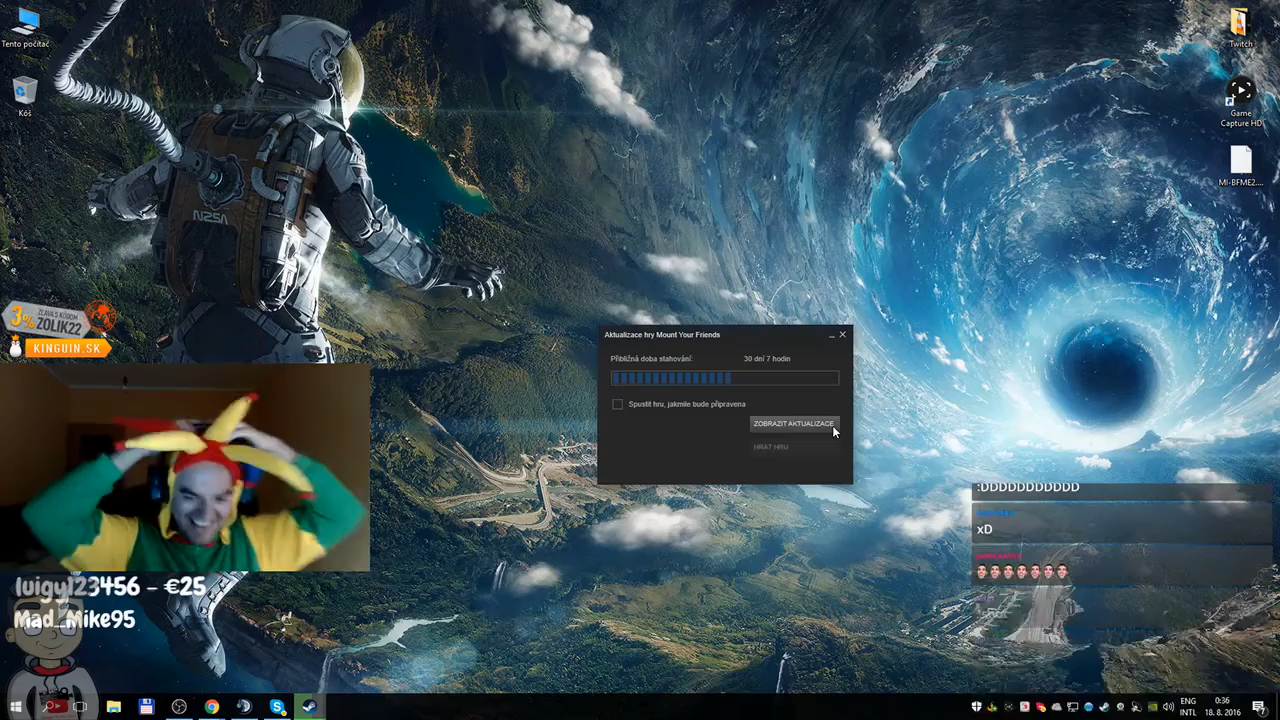 Tento počítač
Koš
Twitch
Game
Capture HD
MI-BFME2....
N2SA
3%
ZĽAVA S KÓDOM
ZOLIK22
KINGUIN.SK
Aktualizace hry Mount Your Friends
Přibližná doba stahování:
30 dní 7 hodin
Spustit hru, jakmile bude připravena
ZOBRAZIT AKTUALIZACE
HRÁT HRU
:DDDDDDDDDDD
xD
luigy123456 - €25
Mad_Mike95
ENG
INTL
0:36
18. 8. 2016